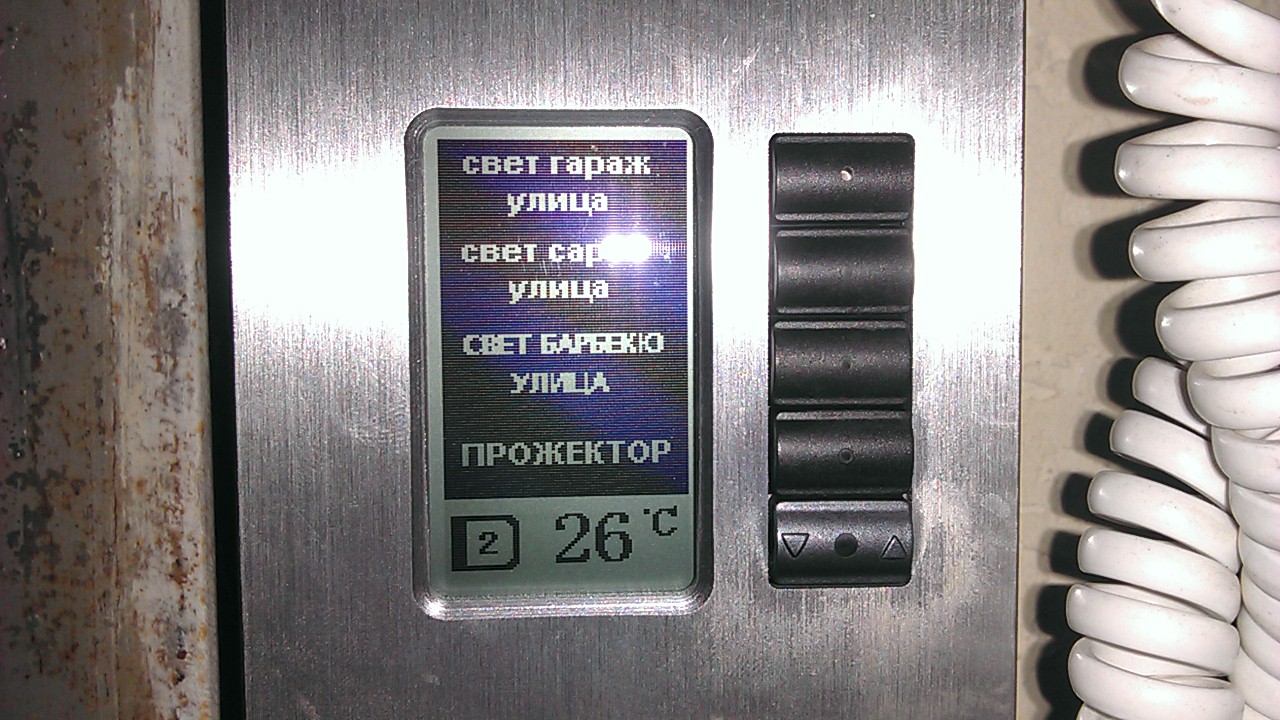 свет гараж
улица
свет
улица
СВЕТ БАРБЕКЮ
УЛИЦА
ПРОЖЕКТОР
2 26 °C